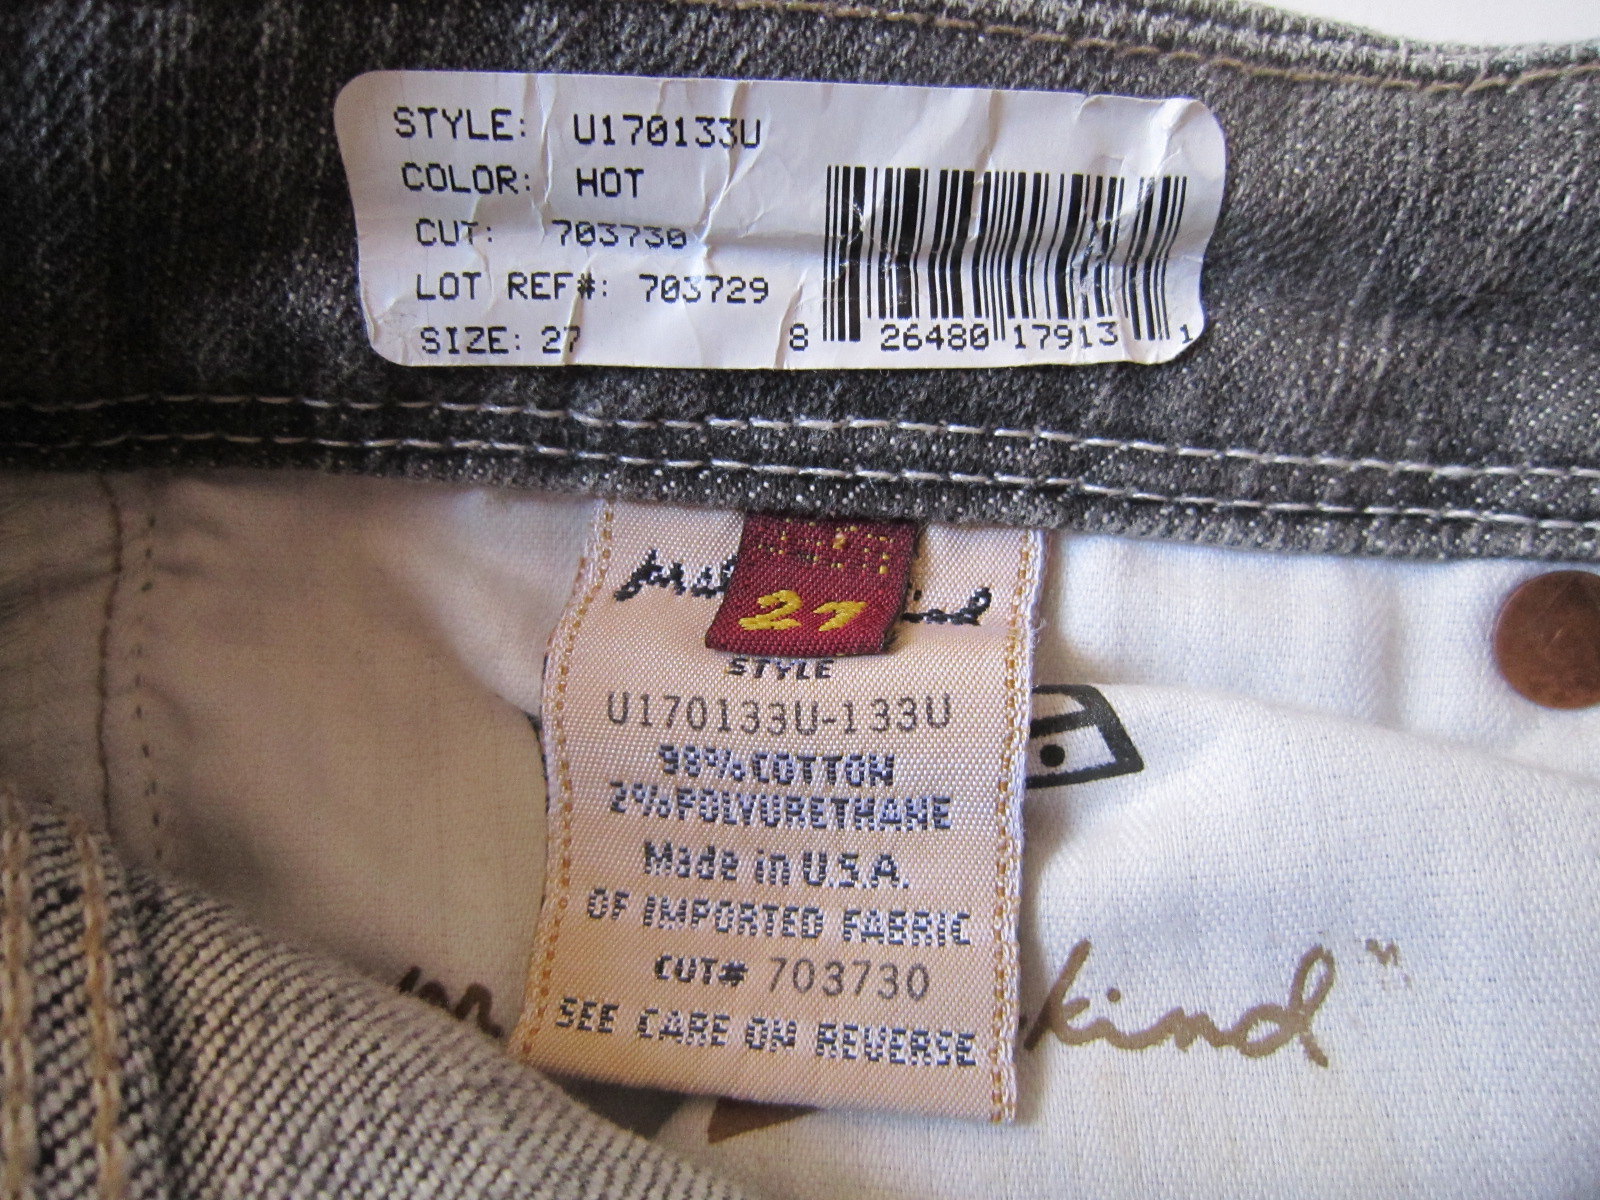 STYLE: U170133U
COLOR: HOT
CUT: 703730
LOT REF#: 703729
SIZE: 27
8 26480 17913 1
27
STYLE
U170133U-133U
98% COTTON
2% POLYURETHANE
Made in U.S.A.
OF IMPORTED FABRIC
CUT# 703730
SEE CARE ON REVERSE
kind™